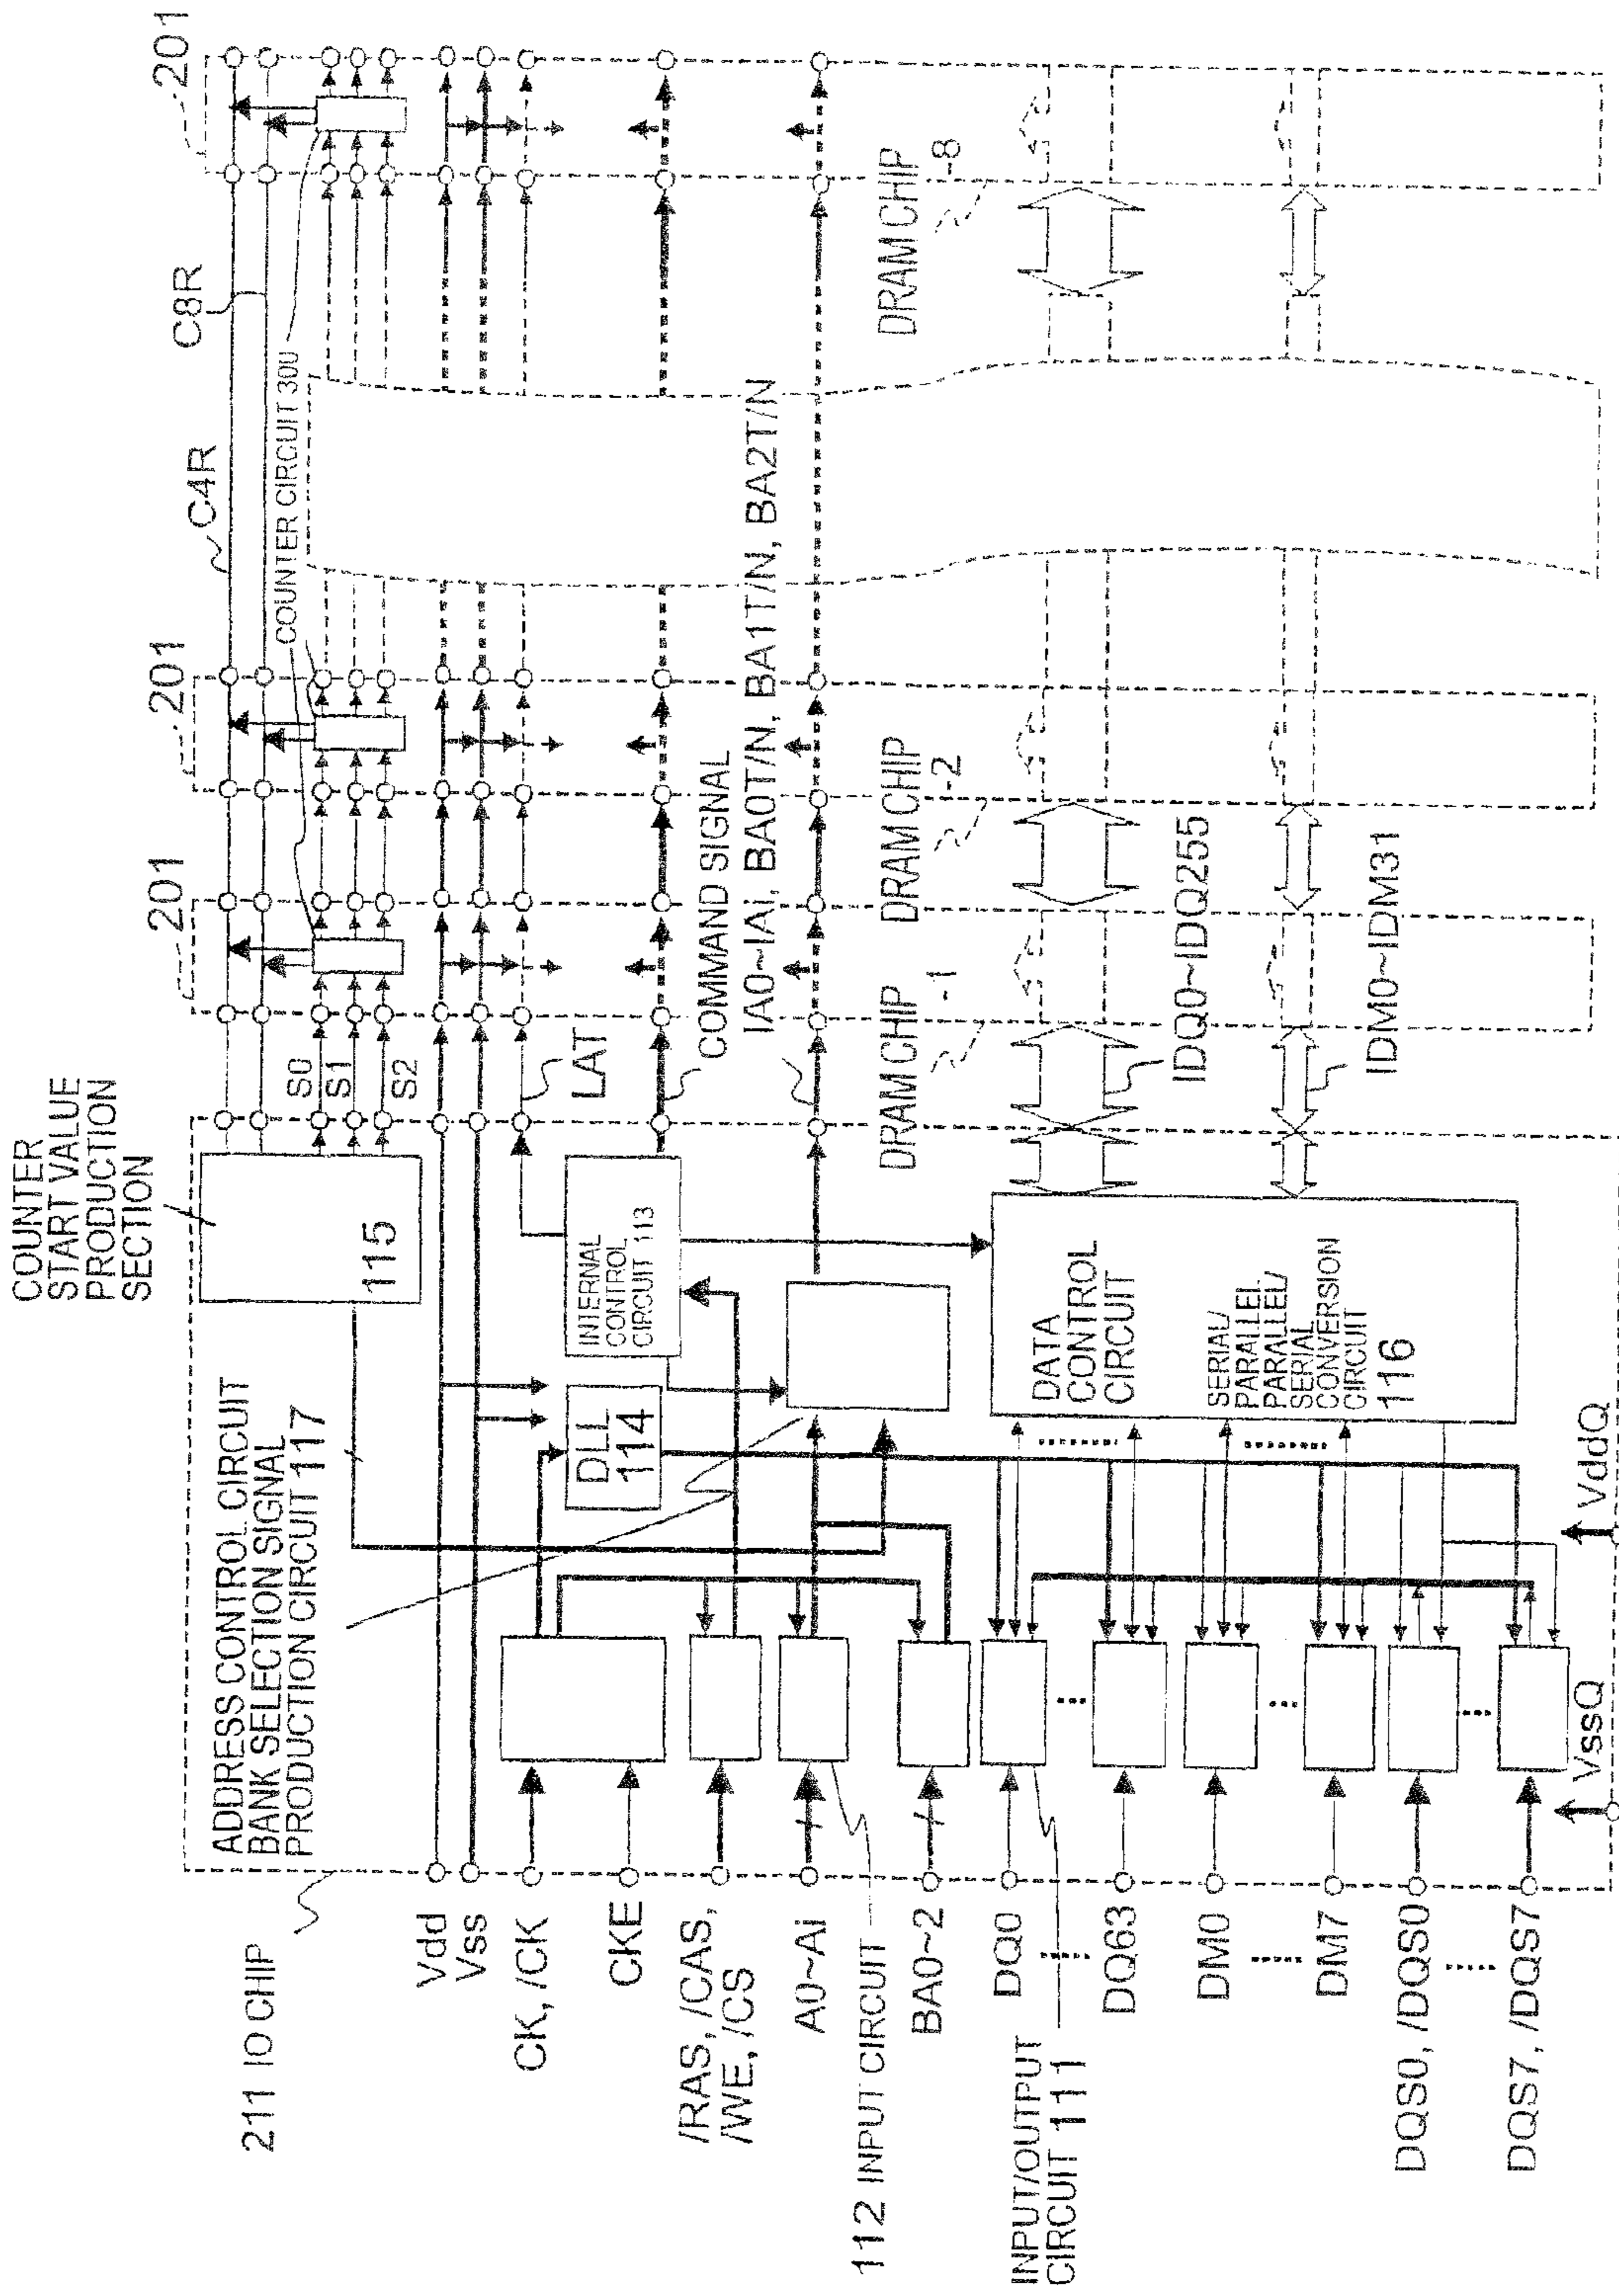 COUNTER
START VALUE
PRODUCTION
SECTION
115
201
201
201
C4R
C8R
COUNTER CIRCUIT 300
S0
S1
S2
ADDRESS CONTROL CIRCUIT
BANK SELECTION SIGNAL
PRODUCTION CIRCUIT 117
211 IO CHIP
Vdd
Vss
CK, /CK
CKE
/RAS, /CAS,
/WE, /CS
A0~Ai
112 INPUT CIRCUIT
BA0~2
DQ0
INPUT/OUTPUT
CIRCUIT 111
DQ63
DM0
DM7
DQS0, /DQS0
DQS7, /DQS7
DLL
114
INTERNAL
CONTROL
CIRCUIT 113
LAT
COMMAND SIGNAL
IA0~IAi, BA0T/N, BA1T/N, BA2T/N
DRAM CHIP
-1
DRAM CHIP
-2
DRAM CHIP
-8
IDQ0~IDQ255
IDM0~IDM31
DATA
CONTROL
CIRCUIT
SERIAL/
PARALLEL
PARALLEL/
SERIAL
CONVERSION
CIRCUIT
116
VssQ
VddQ